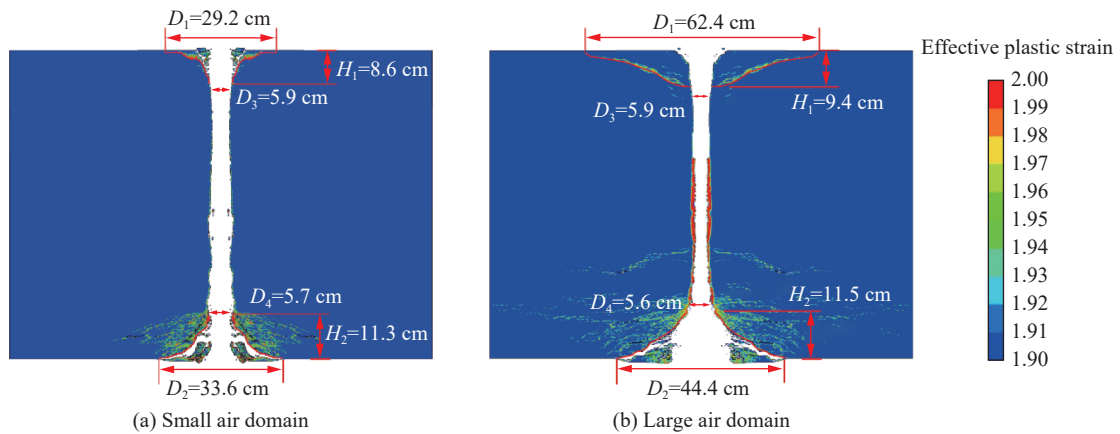 D₁=29.2 cm
H₁=8.6 cm
D₃=5.9 cm
D₄=5.7 cm
H₂=11.3 cm
D₂=33.6 cm
(a) Small air domain
D₁=62.4 cm
H₁=9.4 cm
D₃=5.9 cm
D₄=5.6 cm
H₂=11.5 cm
D₂=44.4 cm
(b) Large air domain
Effective plastic strain
2.00
1.99
1.98
1.97
1.96
1.95
1.94
1.93
1.92
1.91
1.90